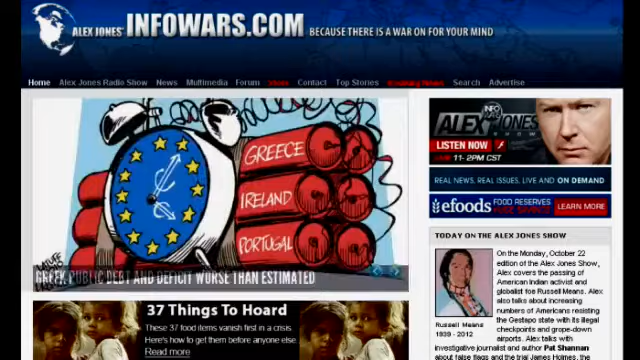 ALEX JONES' INFOWARS.COM BECAUSE THERE IS A WAR ON FOR YOUR MIND
Home Alex Jones Radio Show News Multimedia Forum Store Contact Top Stories Breaking News Search Advertise
GREECE
IRELAND
PORTUGAL
GREEK PUBLIC DEBT AND DEFICIT WORSE THAN ESTIMATED
37 Things To Hoard
These 37 food items vanish first in a crisis
Here's how to get them before anyone else
Read more
INFO WAR
ALEX JONES
SHOW
LISTEN NOW
11- 2PM CST
REAL NEWS, REAL ISSUES, LIVE AND ON DEMAND
efoods FOOD RESERVES
LEARN MORE
TODAY ON THE ALEX JONES SHOW
On the Monday, October 22
edition of the Alex Jones Show,
Alex covers the passing of
American Indian activist and
globalist foe Russell Means. Alex
also talks about increasing
numbers of Americans resisting
the Gestapo state with its illegal
checkpoints and grope-down
airports. Alex talks with
investigative journalist and author Pat Shannan
about false flags and the trial James Holmes, the
Russell Means
1939 - 2012